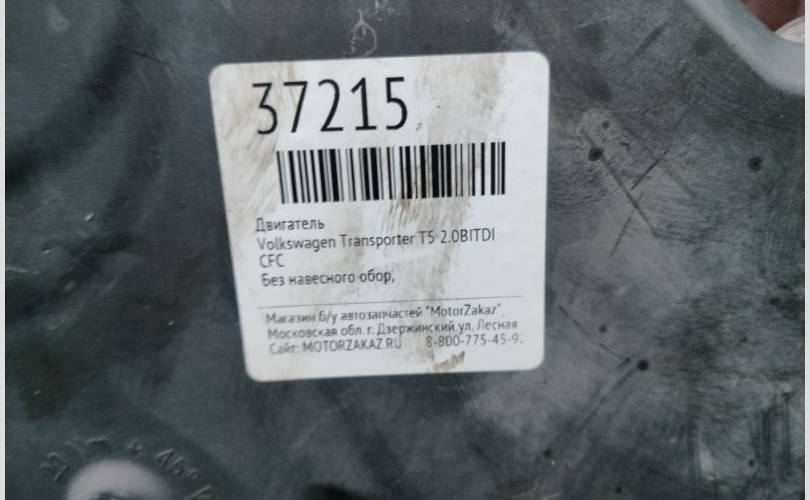 37215
Двигатель
Volkswagen Transporter T5 2.0BITDI
CFC
Без навесного обор,
Магазин б/у автозапчастей "MotorZakaz"
Московская обл. г. Дзержинский ул. Лесная
Сайт: MOTORZAKAZ.RU